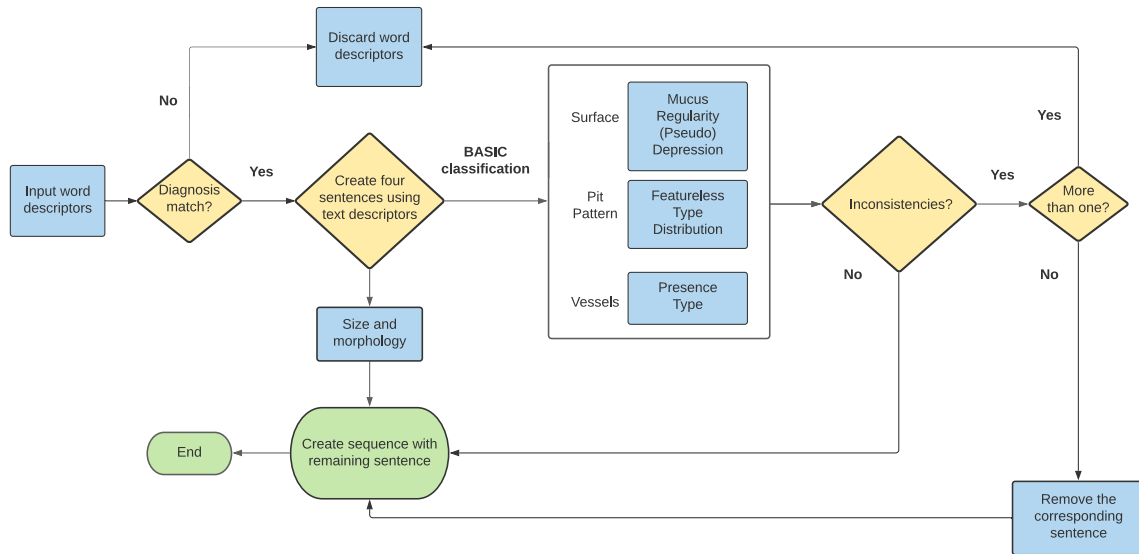 Discard word
descriptors
No
Yes
Input word
descriptors
Diagnosis
match?
Yes
Create four
sentences using
text descriptors
BASIC
classification
Surface
Mucus
Regularity
(Pseudo)
Depression
Pit
Pattern
Featureless
Type
Distribution
Vessels
Presence
Type
Inconsistencies?
Yes
More
than one?
No
No
Size and
morphology
Create sequence with
remaining sentence
End
Remove the
corresponding
sentence